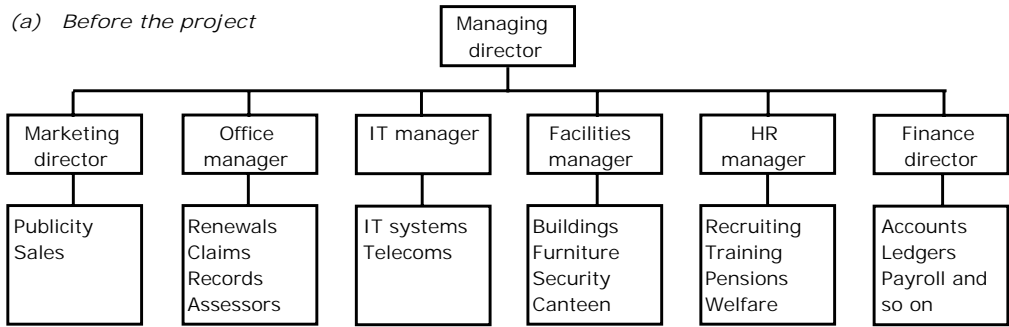 (a) Before the project
Managing
director
Marketing
director
Office
manager
IT manager
Facilities
manager
HR
manager
Finance
director
Publicity
Sales
Renewals
Claims
Records
Assessors
IT systems
Telecoms
Buildings
Furniture
Security
Canteen
Recruiting
Training
Pensions
Welfare
Accounts
Ledgers
Payroll and
so on